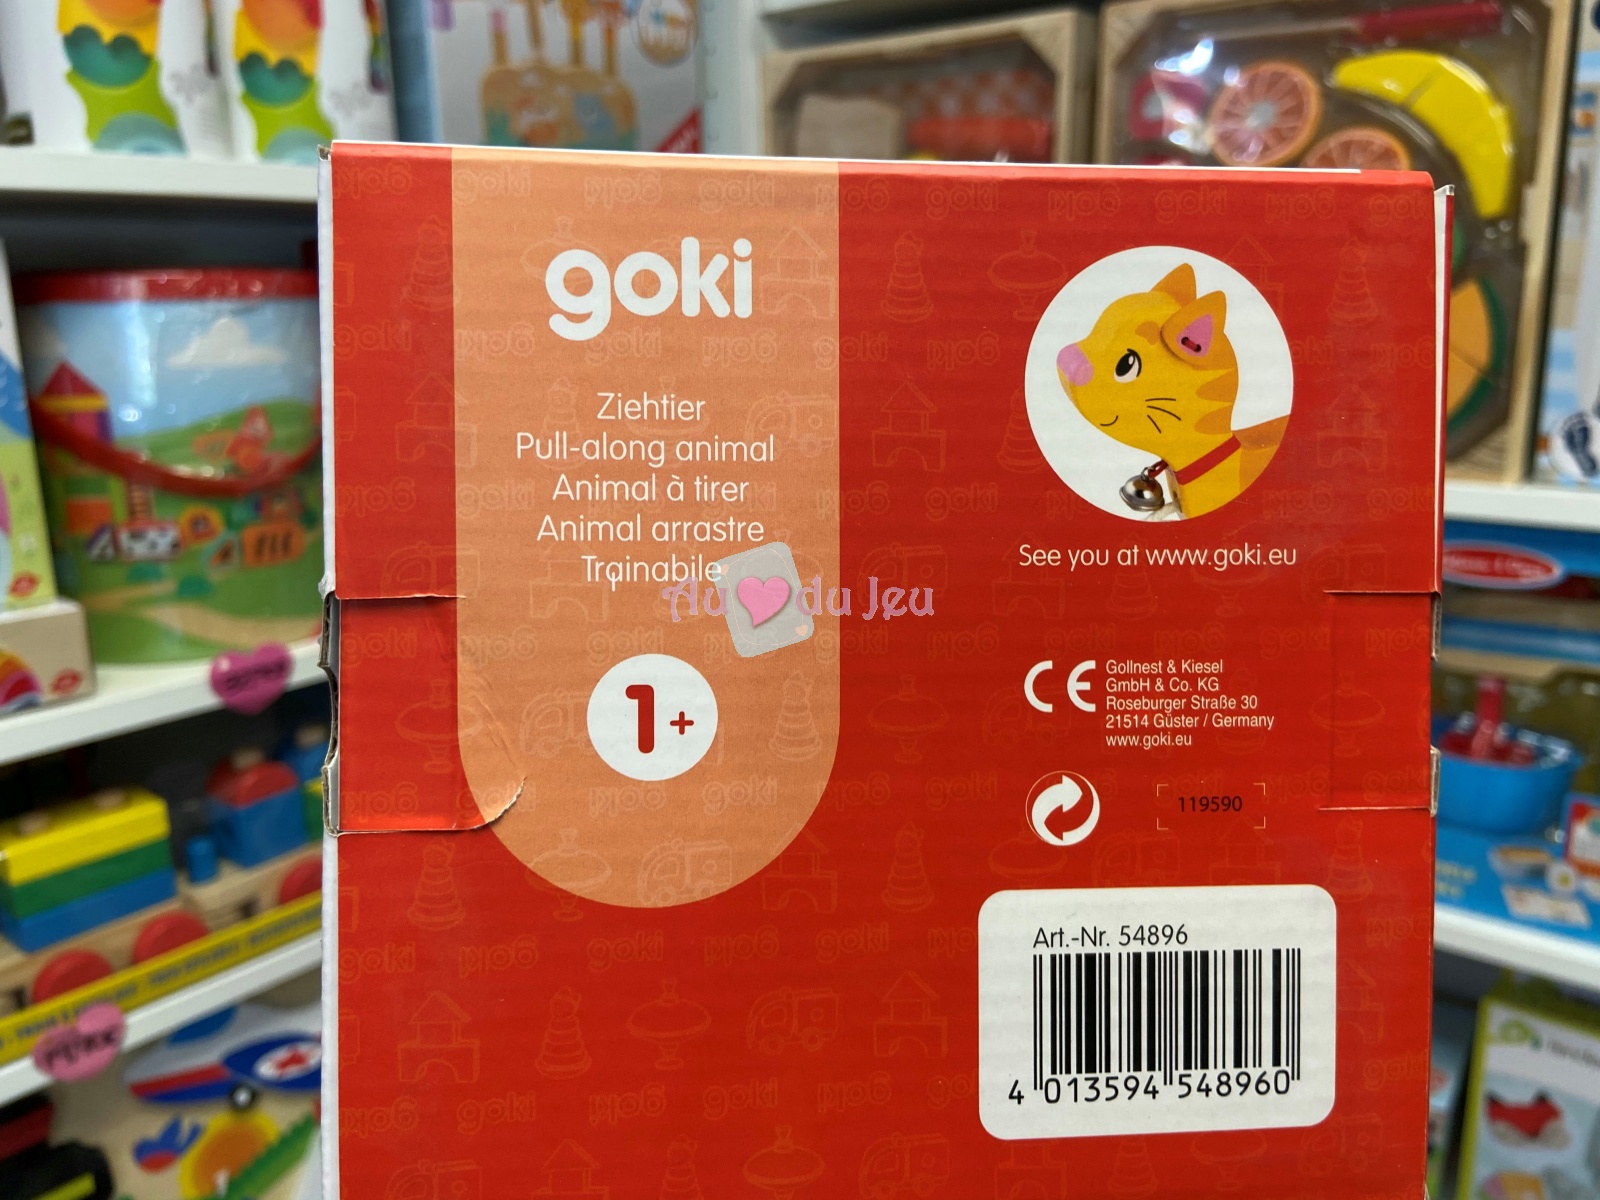 goki
Ziehtier
Pull-along animal
Animal à tirer
Animal arrastre
Trainabile
Au du Jeu
1+
See you at www.goki.eu
CE
Gollnest & Kiesel
GmbH & Co. KG
Roseburger Straße 30
21514 Güster / Germany
www.goki.eu
119590
Art.-Nr. 54896
4 013594 548960